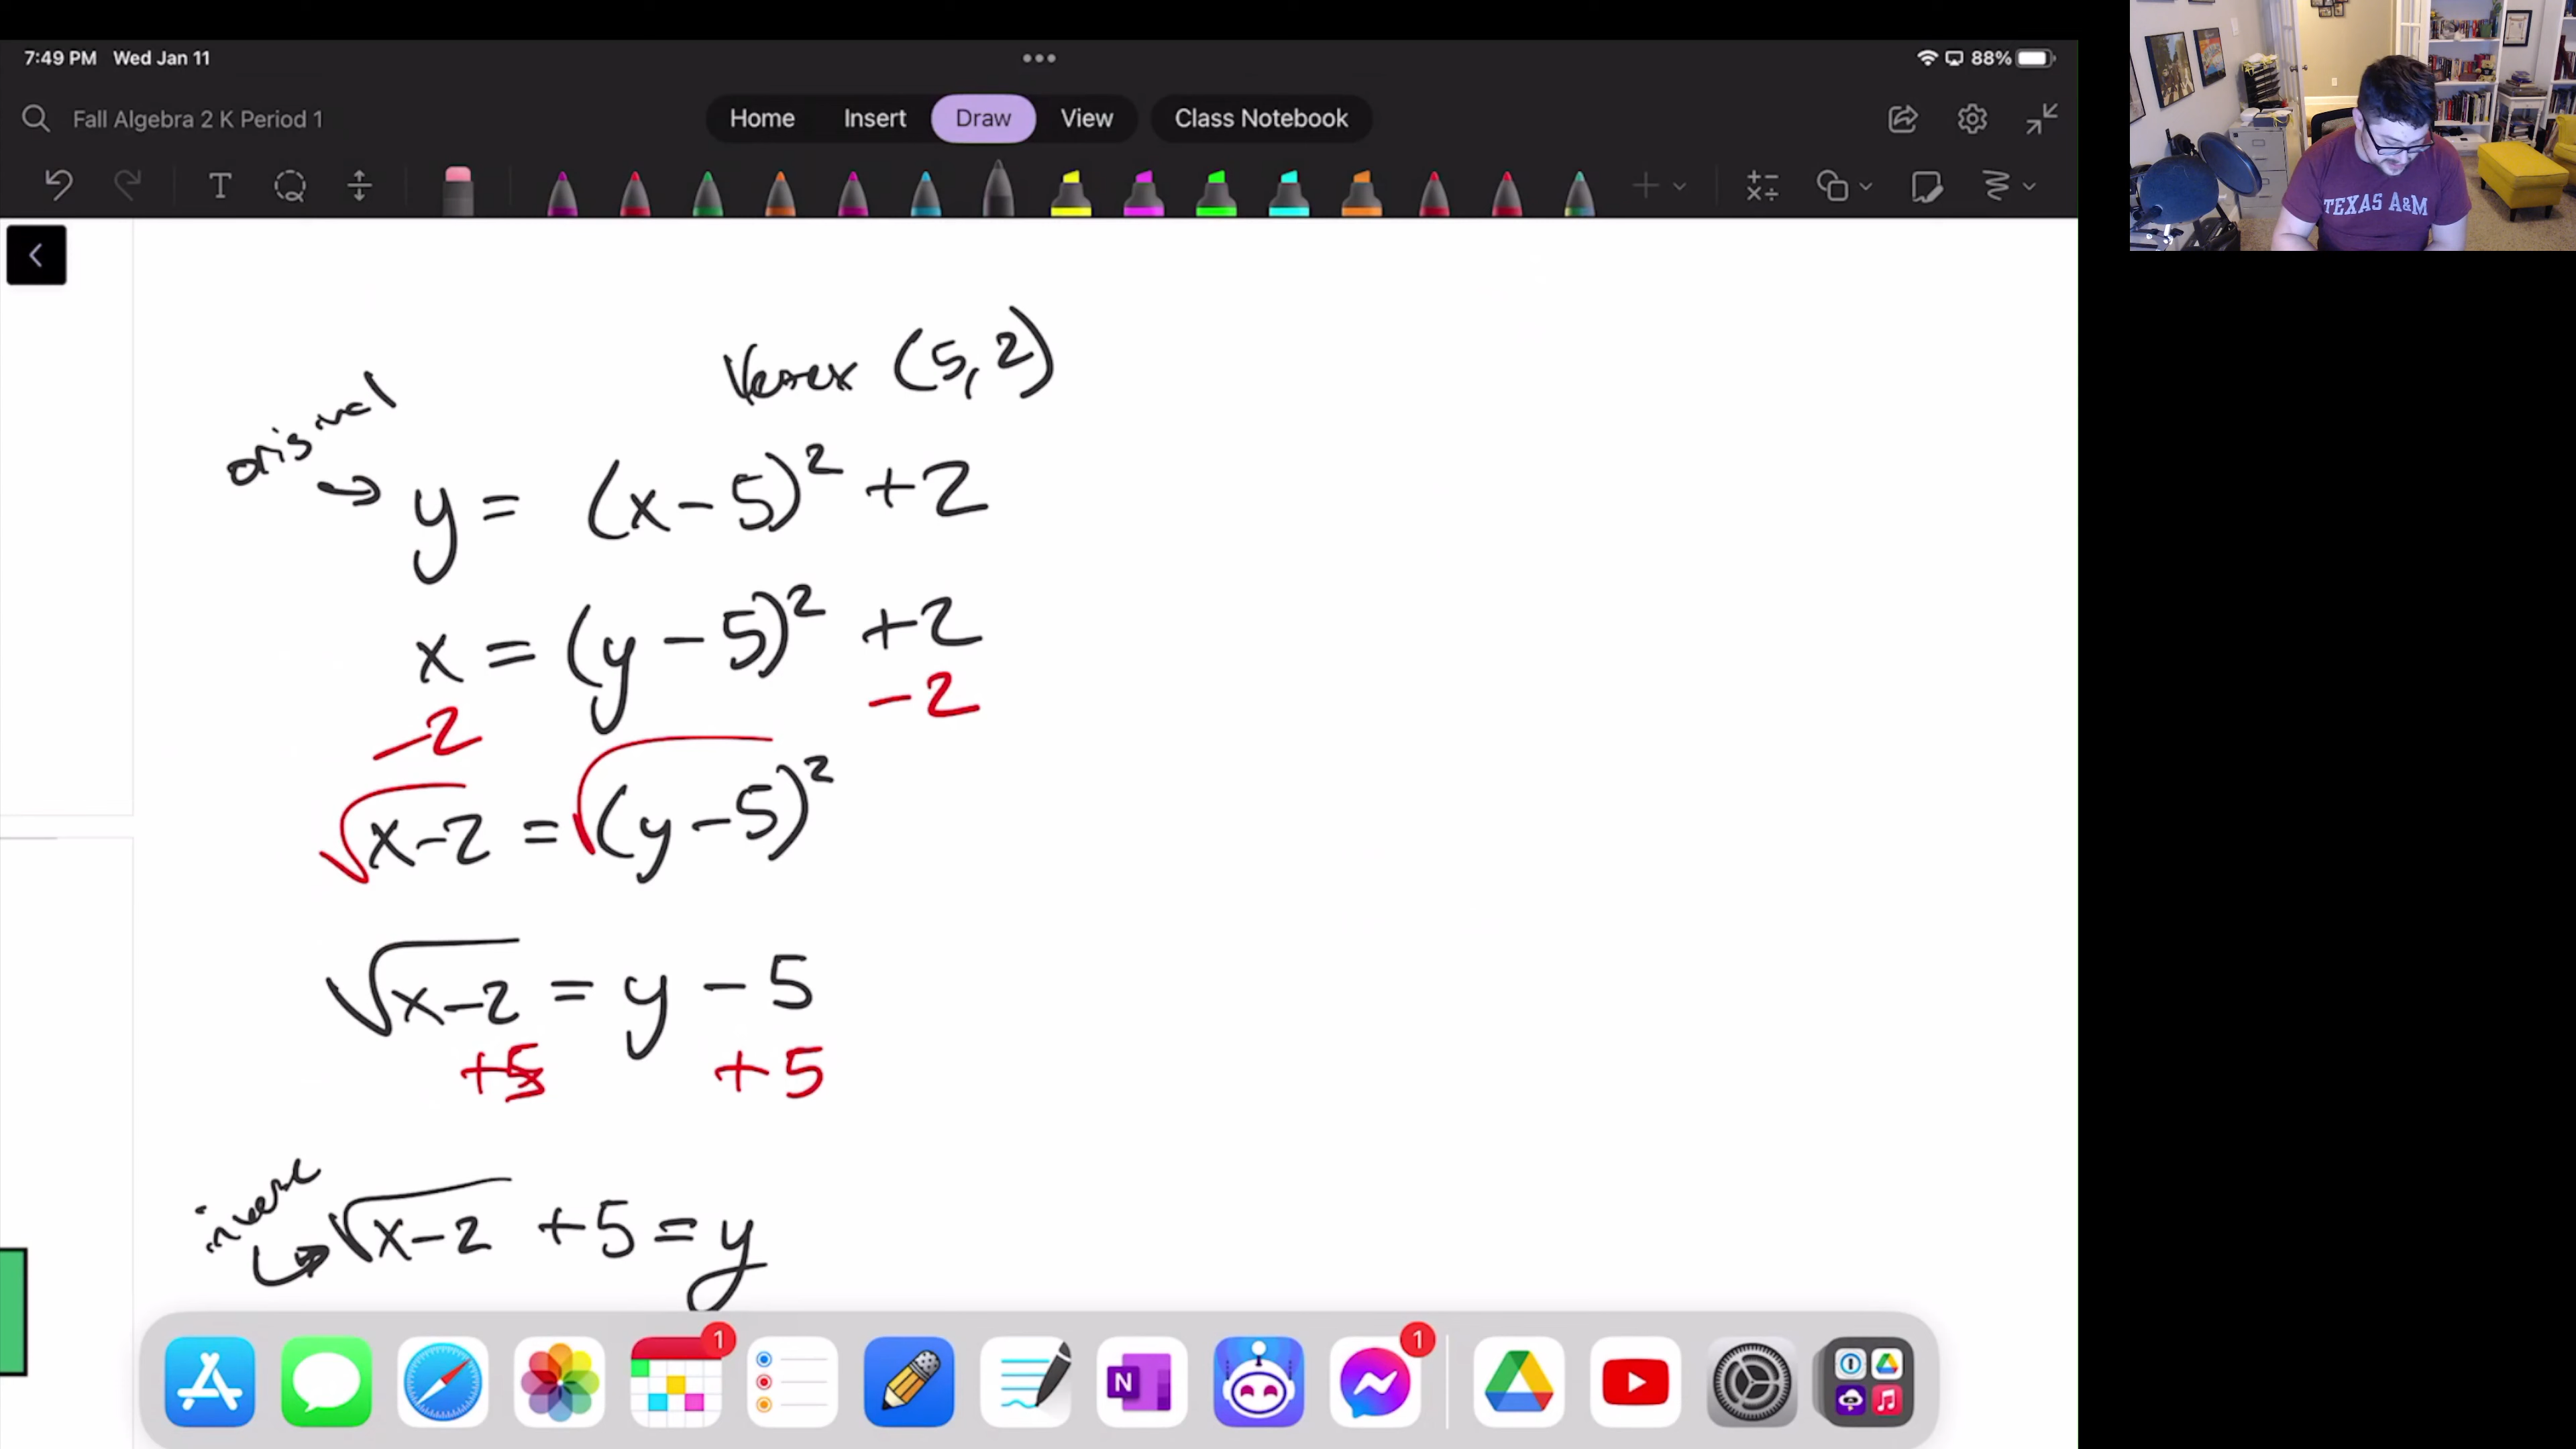 7:49 PM Wed Jan 11
88%
Fall Algebra 2 K Period 1
Home Insert Draw View Class Notebook
T
TEXAS A&M
Vertex (5, 2)
original
y = (x - 5)² + 2
x = (y - 5)² + 2
-2 -2
√x-2 = √(y - 5)²
√x-2 = y - 5
+5 +5
inverse
√x-2 + 5 = y
1
N
1